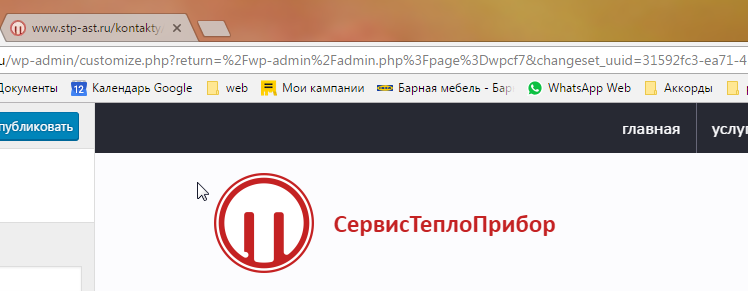 www.stp-ast.ru/kontakty
u/wp-admin/customize.php?return=%2Fwp-admin%2Fadmin.php%3Fpage%3Dwpcf7&changeset_uuid=31592fc3-ea71-4
Документы 12 Календарь Google web Мои кампании Барная мебель - Бар WhatsApp Web Аккорды
публиковать
главная услу
СервисТеплоПрибор